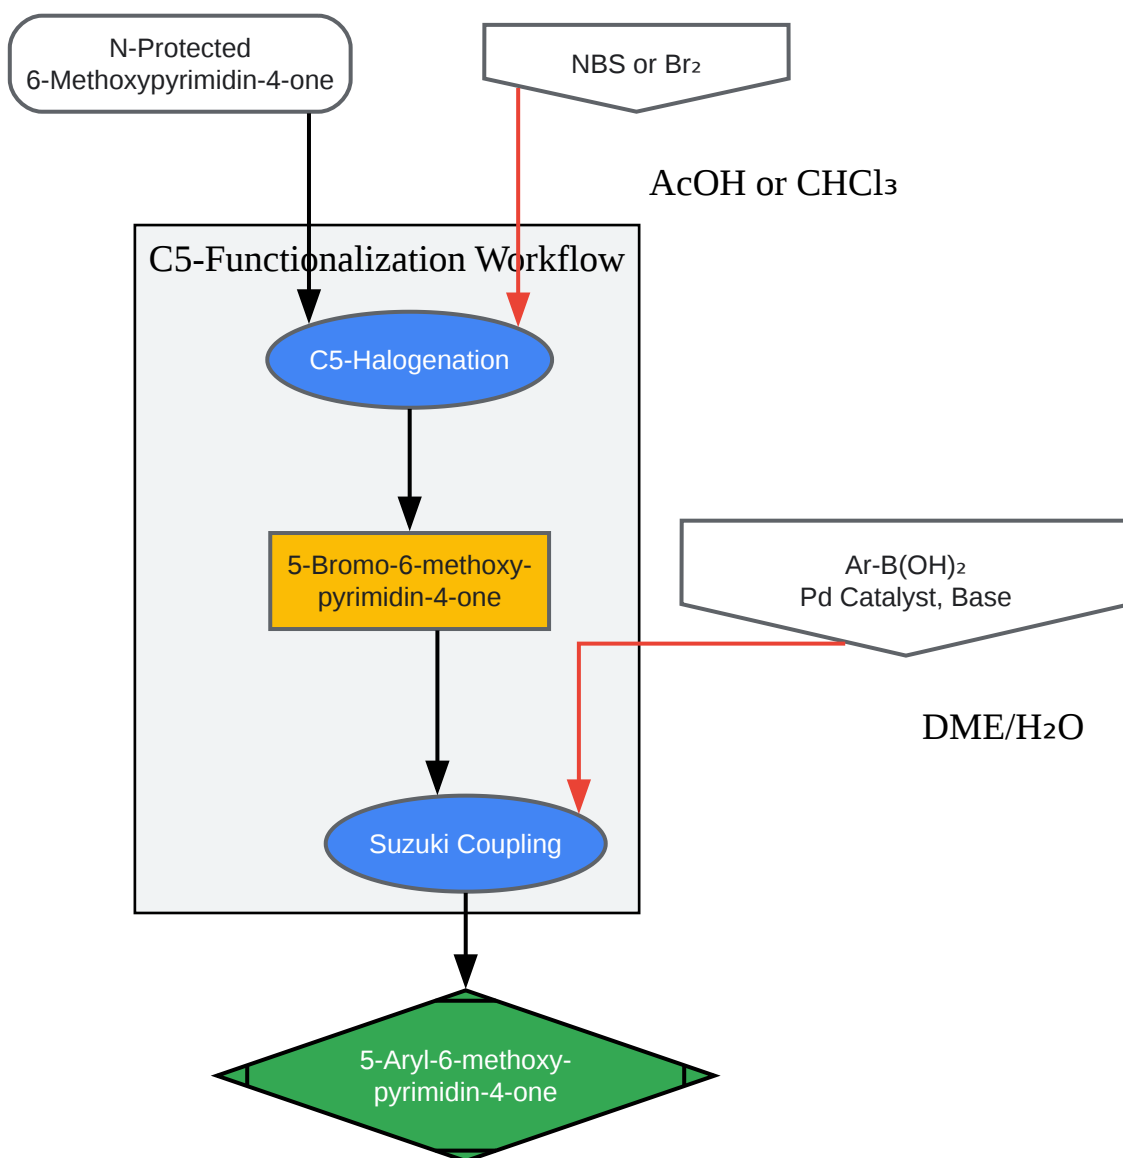 N-Protected
6-Methoxypyrimidin-4-one
NBS or Br₂
AcOH or CHCl₃
C5-Functionalization Workflow
C5-Halogenation
5-Bromo-6-methoxy-
pyrimidin-4-one
Ar-B(OH)₂
Pd Catalyst, Base
DME/H₂O
Suzuki Coupling
5-Aryl-6-methoxy-
pyrimidin-4-one